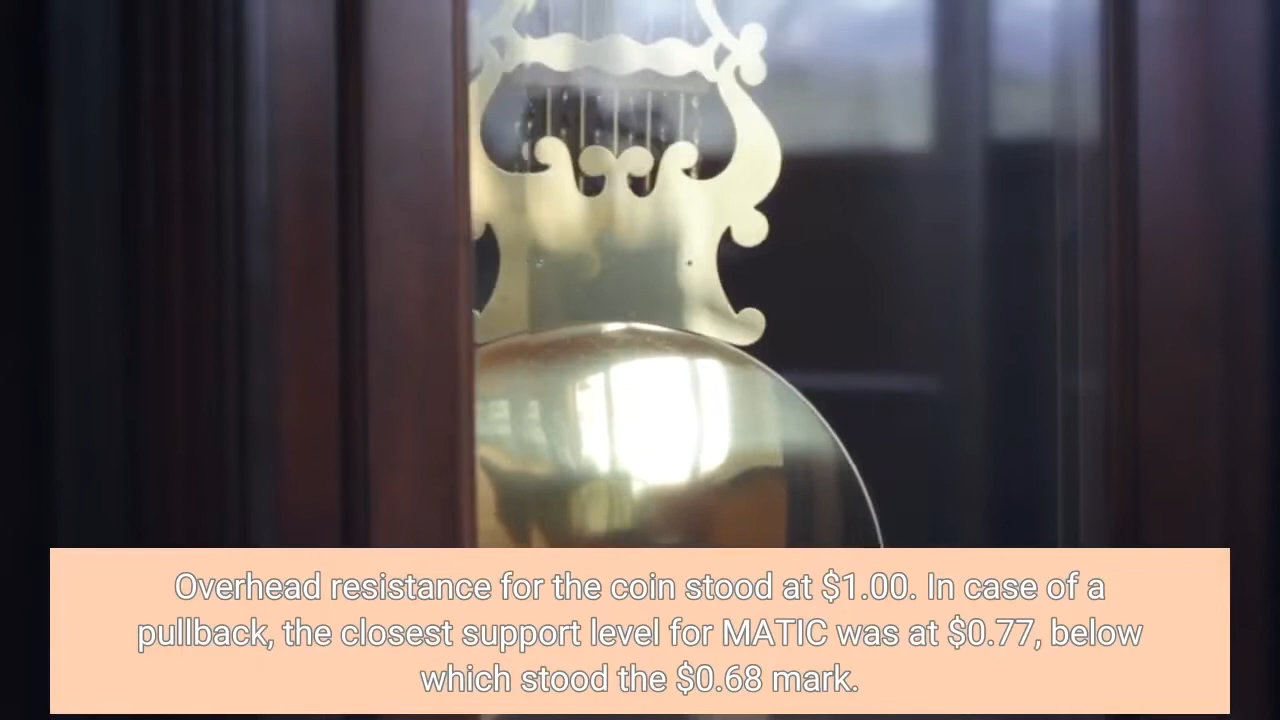 Overhead resistance for the coin stood at $1.00. In case of a
pullback, the closest support level for MATIC was at $0.77, below
which stood the $0.68 mark.